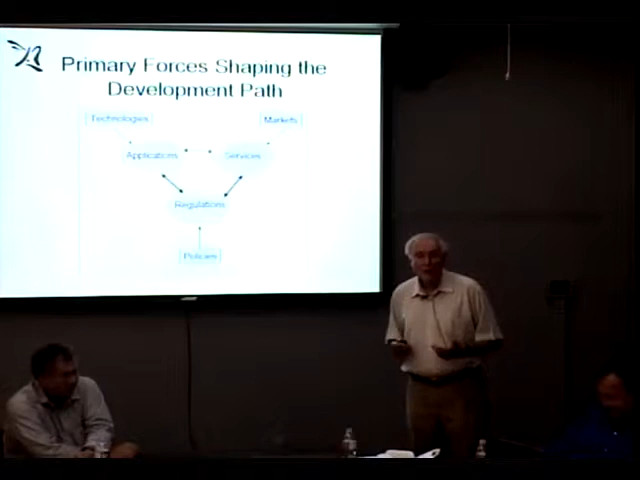 Primary Forces Shaping the
Development Path
Technologies
Markets
Applications
Services
Regulations
Policies